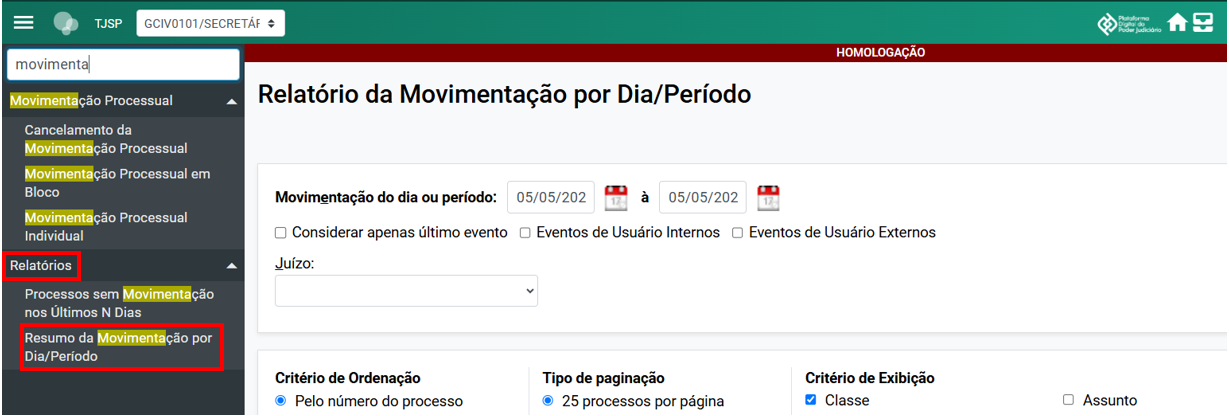 TJSP
GCIV0101/SECRETÁF
Plataforma
Digital do
Poder Judiciário
movimenta
HOMOLOGAÇÃO
Movimentação Processual
Cancelamento da
Movimentação Processual
Movimentação Processual em
Bloco
Movimentação Processual
Individual
Relatórios
Processos sem Movimentação
nos Últimos N Dias
Resumo da Movimentação por
Dia/Período
Relatório da Movimentação por Dia/Período
Movimentação do dia ou período: 05/05/202 17 à 05/05/202 17
Considerar apenas último evento Eventos de Usuário Internos Eventos de Usuário Externos
Juízo:
Critério de Ordenação
Pelo número do processo
Tipo de paginação
25 processos por página
Critério de Exibição
Classe Assunto